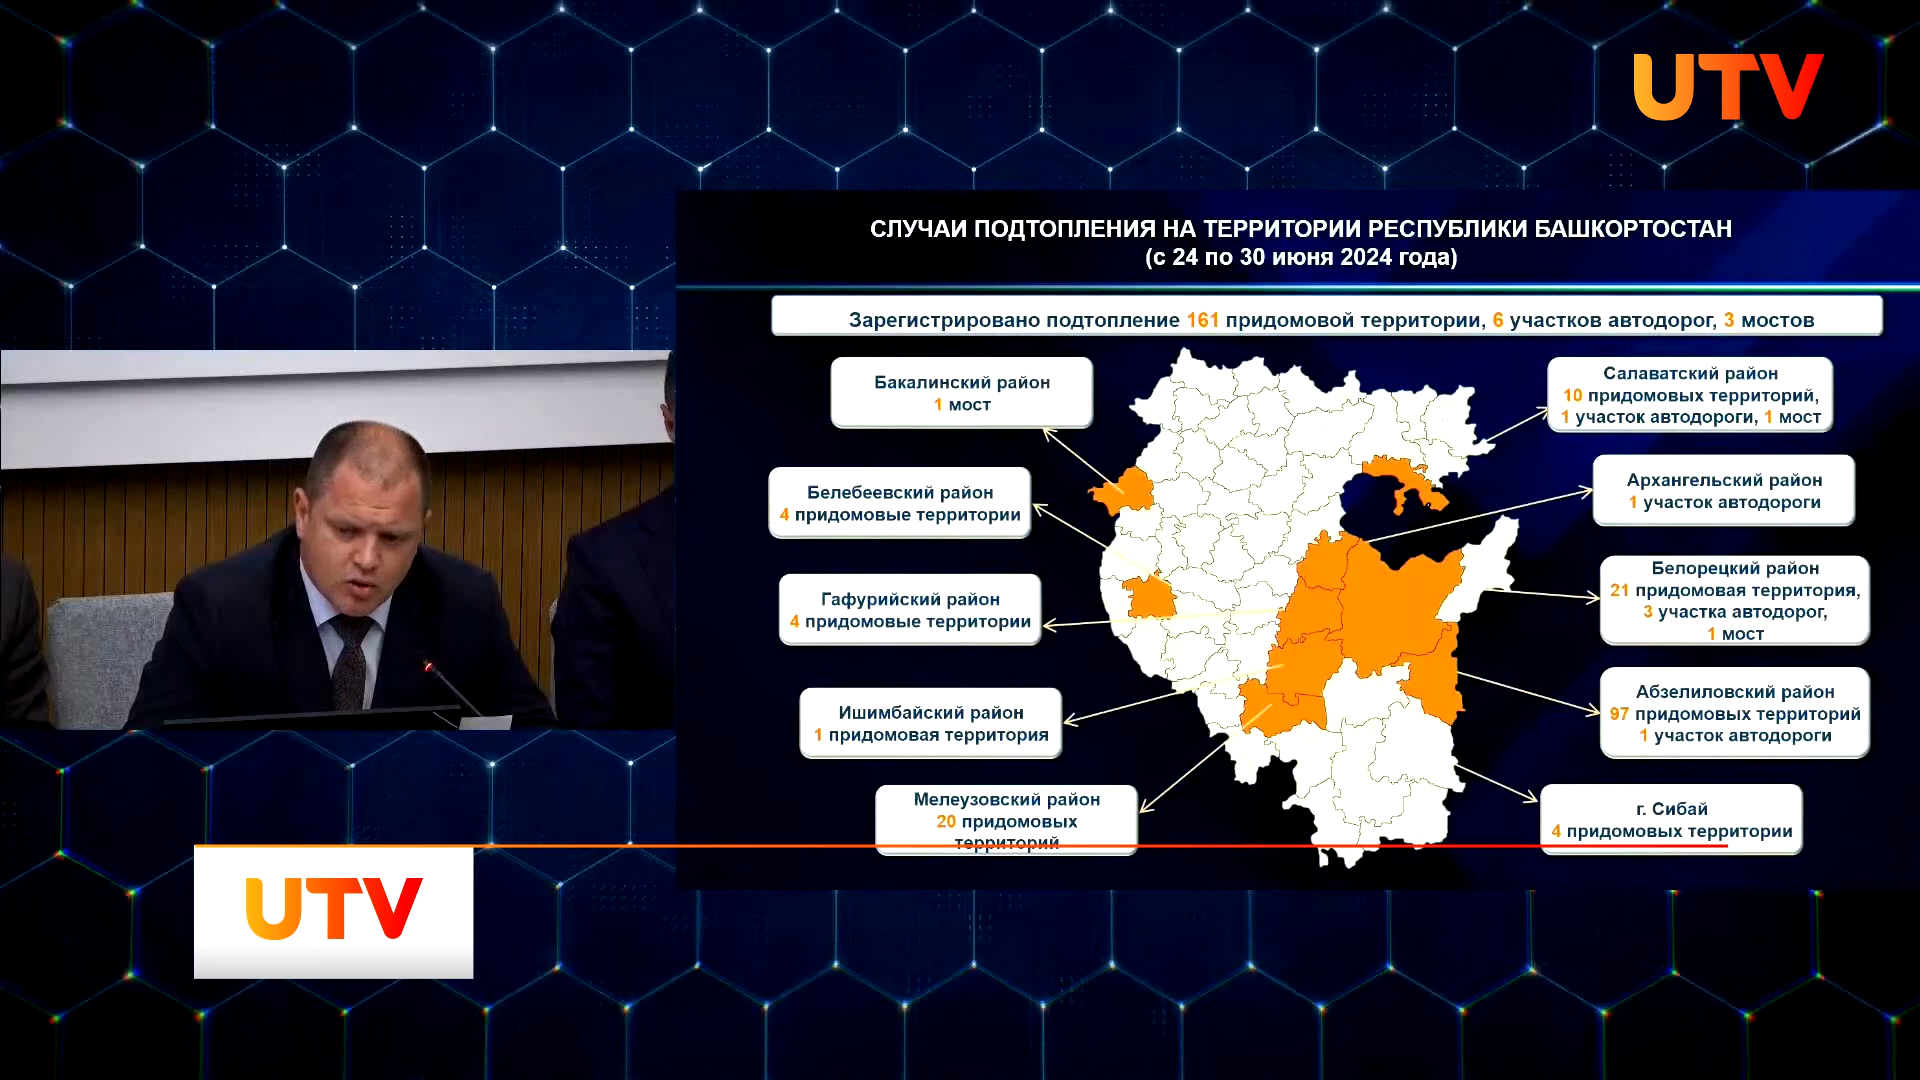 UTV
СЛУЧАИ ПОДТОПЛЕНИЯ НА ТЕРРИТОРИИ РЕСПУБЛИКИ БАШКОРТОСТАН
(с 24 по 30 июня 2024 года)
Зарегистрировано подтопление 161 придомовой территории, 6 участков автодорог, 3 мостов
Бакалинский район
1 мост
Белебеевский район
4 придомовые территории
Гафурийский район
4 придомовые территории
Ишимбайский район
1 придомовая территория
Мелеузовский район
20 придомовых
территорий
Салаватский район
10 придомовых территорий,
1 участок автодороги, 1 мост
Архангельский район
1 участок автодороги
Белорецкий район
21 придомовая территория,
3 участка автодорог,
1 мост
Абзелиловский район
97 придомовых территорий
1 участок автодороги
г. Сибай
4 придомовых территории
UTV